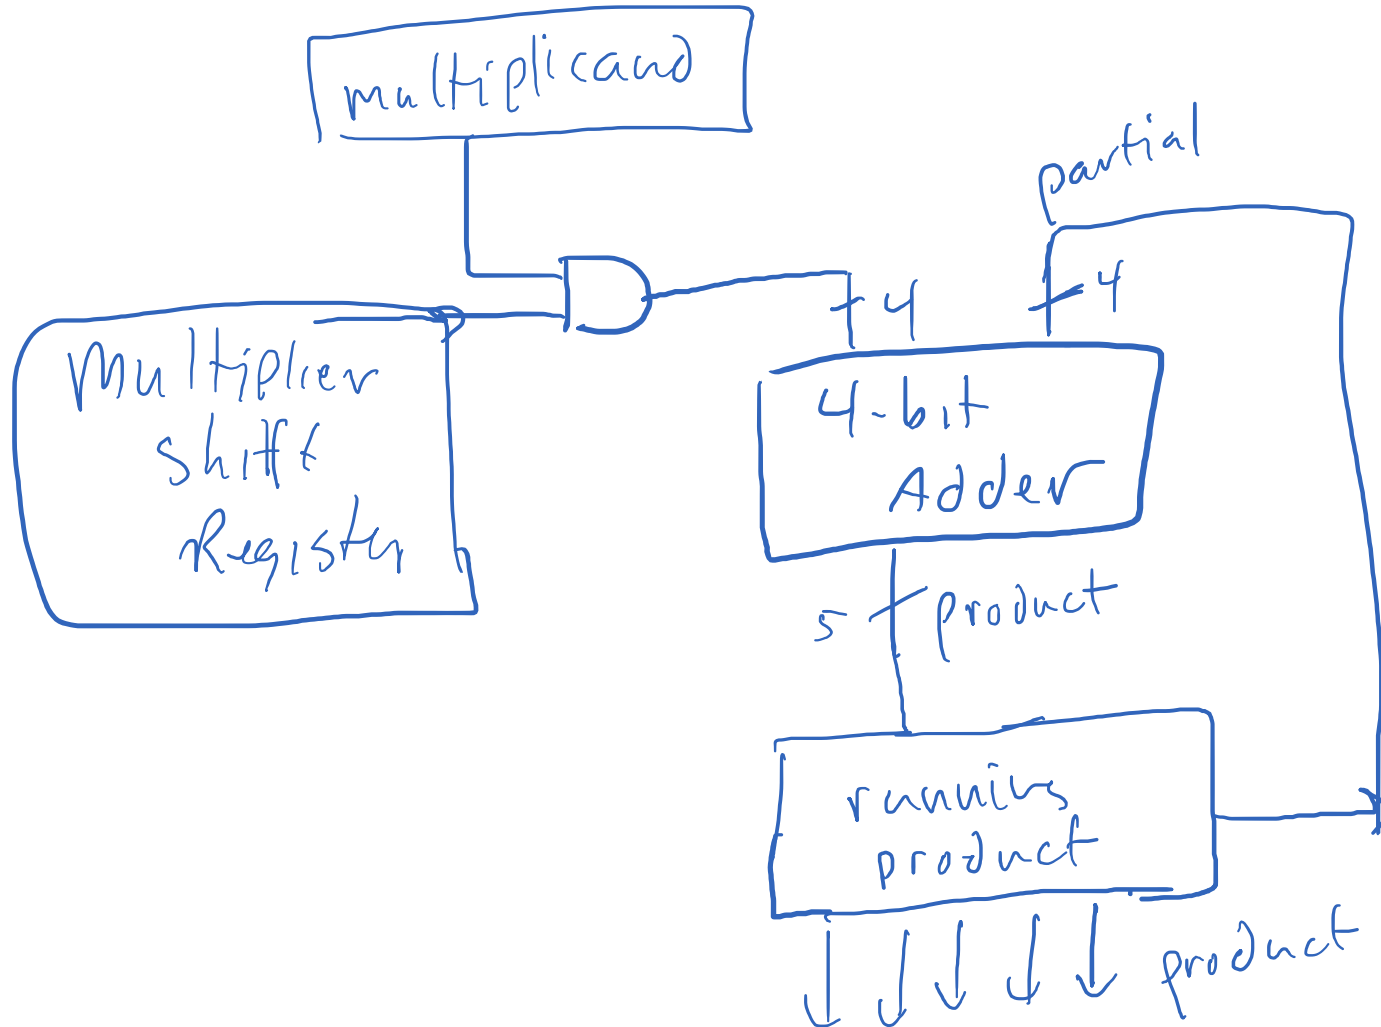 multiplicand
partial
4
4
Multiplier
shift
Register
4-bit
Adder
5
product
running
product
product